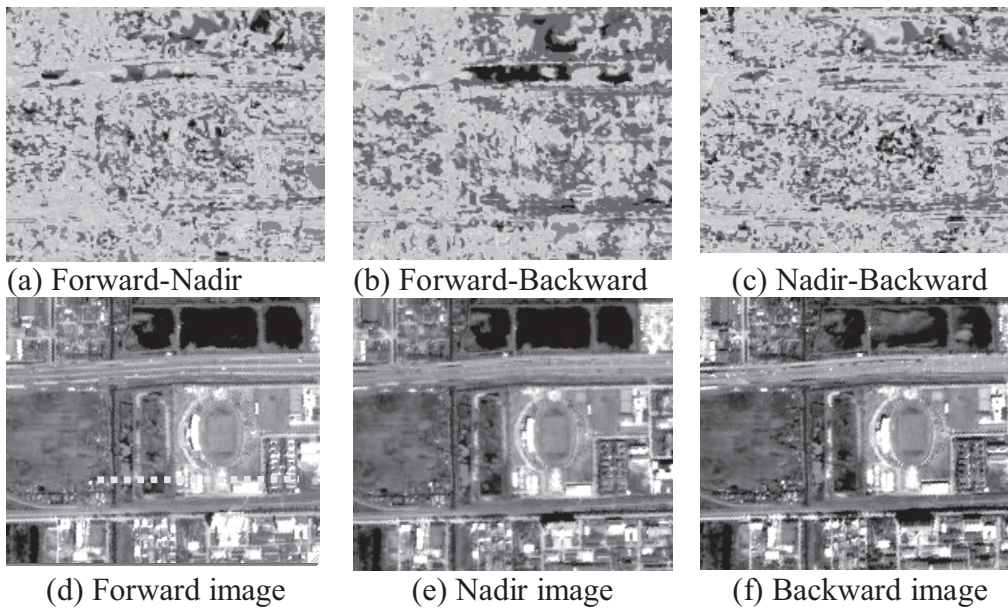 (a) Forward-Nadir
(b) Forward-Backward
(c) Nadir-Backward
(d) Forward image
(e) Nadir image
(f) Backward image